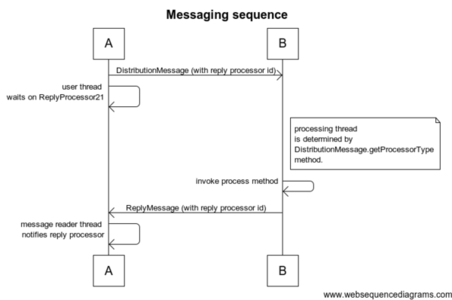 Messaging sequence
A
B
DistributionMessage (with reply processor id)
user thread
waits on ReplyProcessor21
processing thread
is determined by
DistributionMessage.getProcessorType
method.
invoke process method
ReplyMessage (with reply processor id)
message reader thread
notifies reply processor
A
B
www.websequencediagrams.com